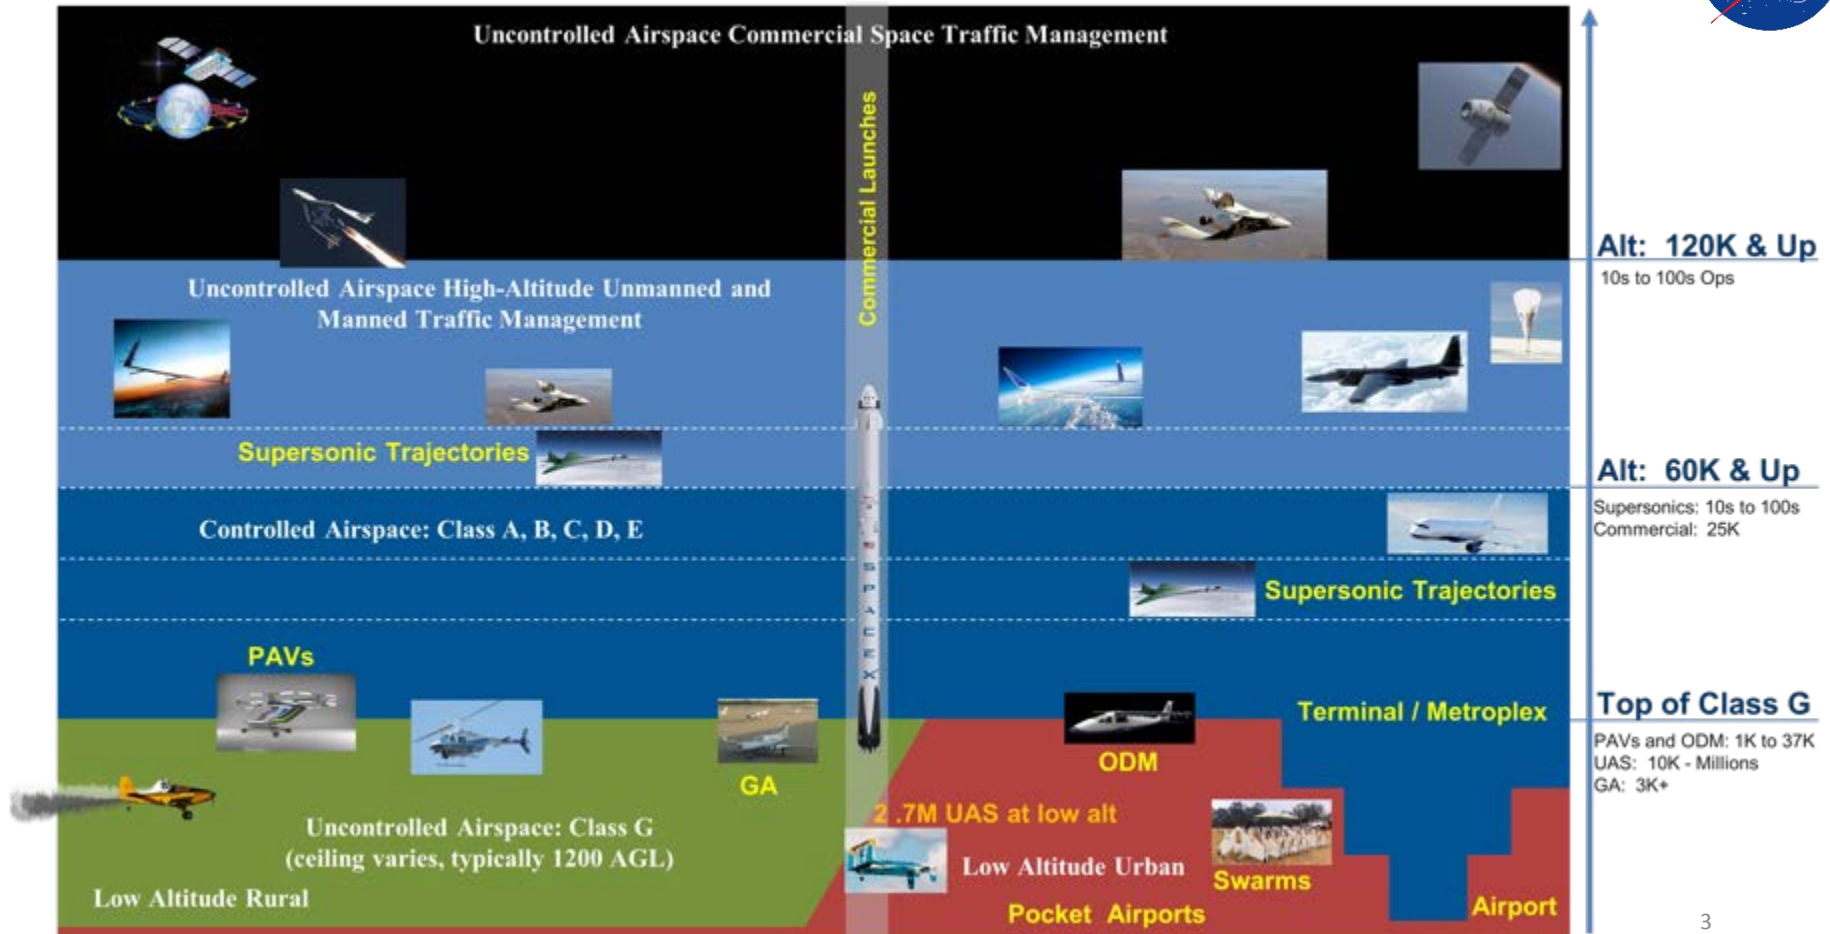 Uncontrolled Airspace Commercial Space Traffic Management
Commercial Launches
Alt: 120K & Up
10s to 100s Ops
Uncontrolled Airspace High-Altitude Unmanned and
Manned Traffic Management
Supersonic Trajectories
Alt: 60K & Up
Supersonics: 10s to 100s
Commercial: 25K
Controlled Airspace: Class A, B, C, D, E
Supersonic Trajectories
SPACEX
PAVs
Terminal / Metroplex
Top of Class G
PAVs and ODM: 1K to 37K
UAS: 10K - Millions
GA: 3K+
ODM
GA
2.7M UAS at low alt
Uncontrolled Airspace: Class G
(ceiling varies, typically 1200 AGL)
Low Altitude Urban
Swarms
Low Altitude Rural
Pocket Airports
Airport
3